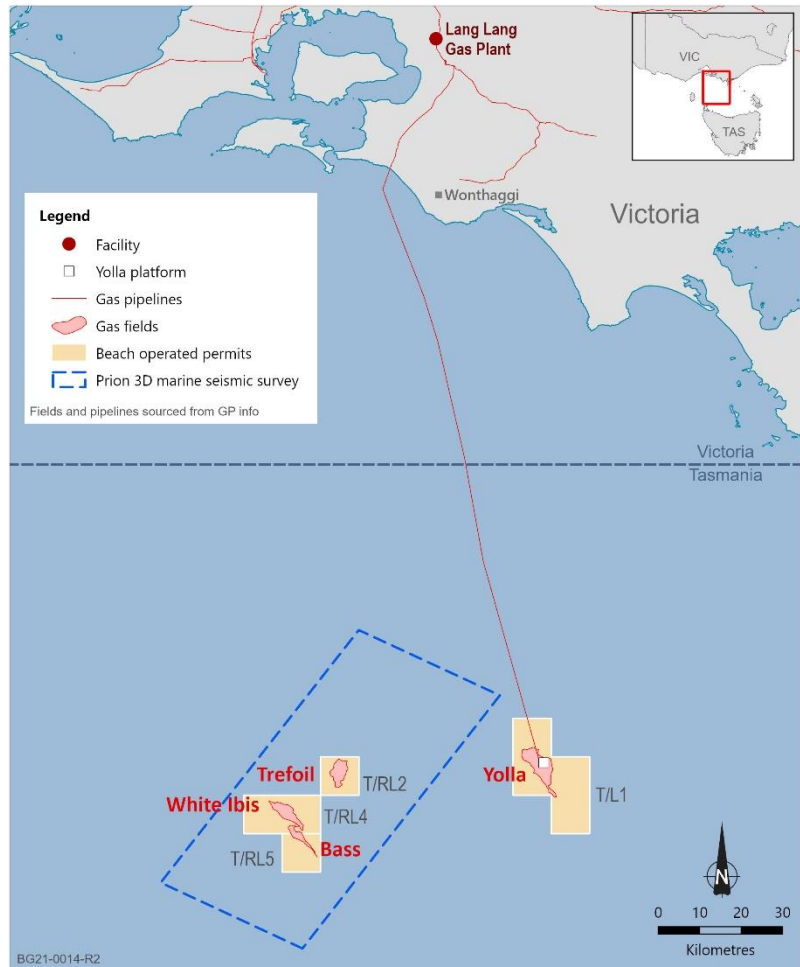 Lang Lang
Gas Plant
VIC
TAS
Wonthaggi
Victoria
Legend
Facility
Yolla platform
Gas pipelines
Gas fields
Beach operated permits
Prion 3D marine seismic survey
Fields and pipelines sourced from GP info
Victoria
Tasmania
Trefoil
T/RL2
Yolla
T/L1
White Ibis
T/RL4
T/RL5
Bass
N
0 10 20 30
Kilometres
BG21-0014-R2